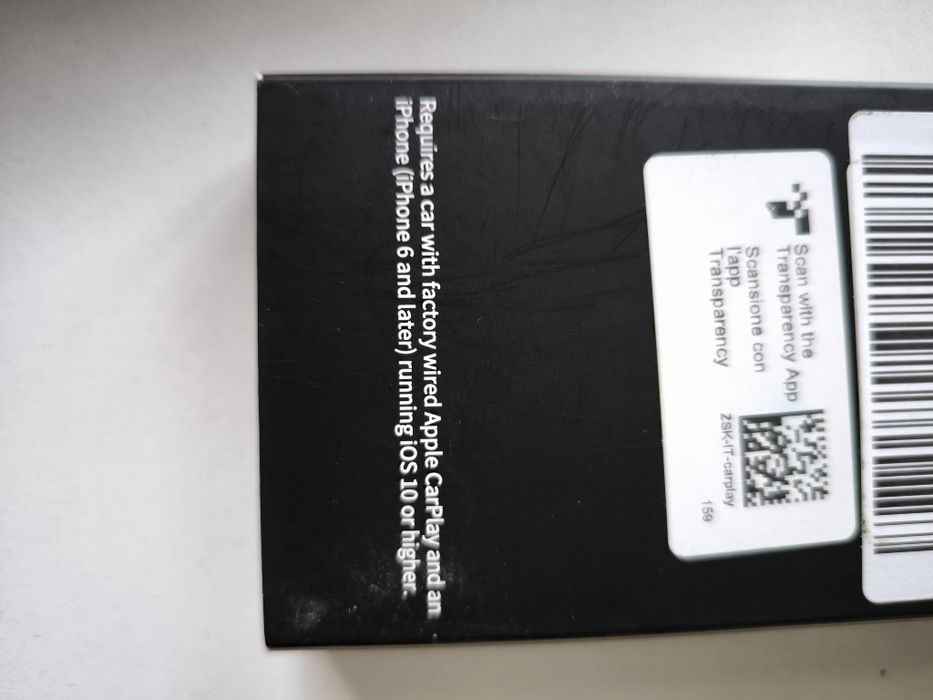 Scan with the
Transparency App
Scansione con
l'app
Transparency
ZSK-IT-carplay
159
Requires a car with factory wired Apple CarPlay and an
iPhone (iPhone 6 and later) running iOS 10 or higher.